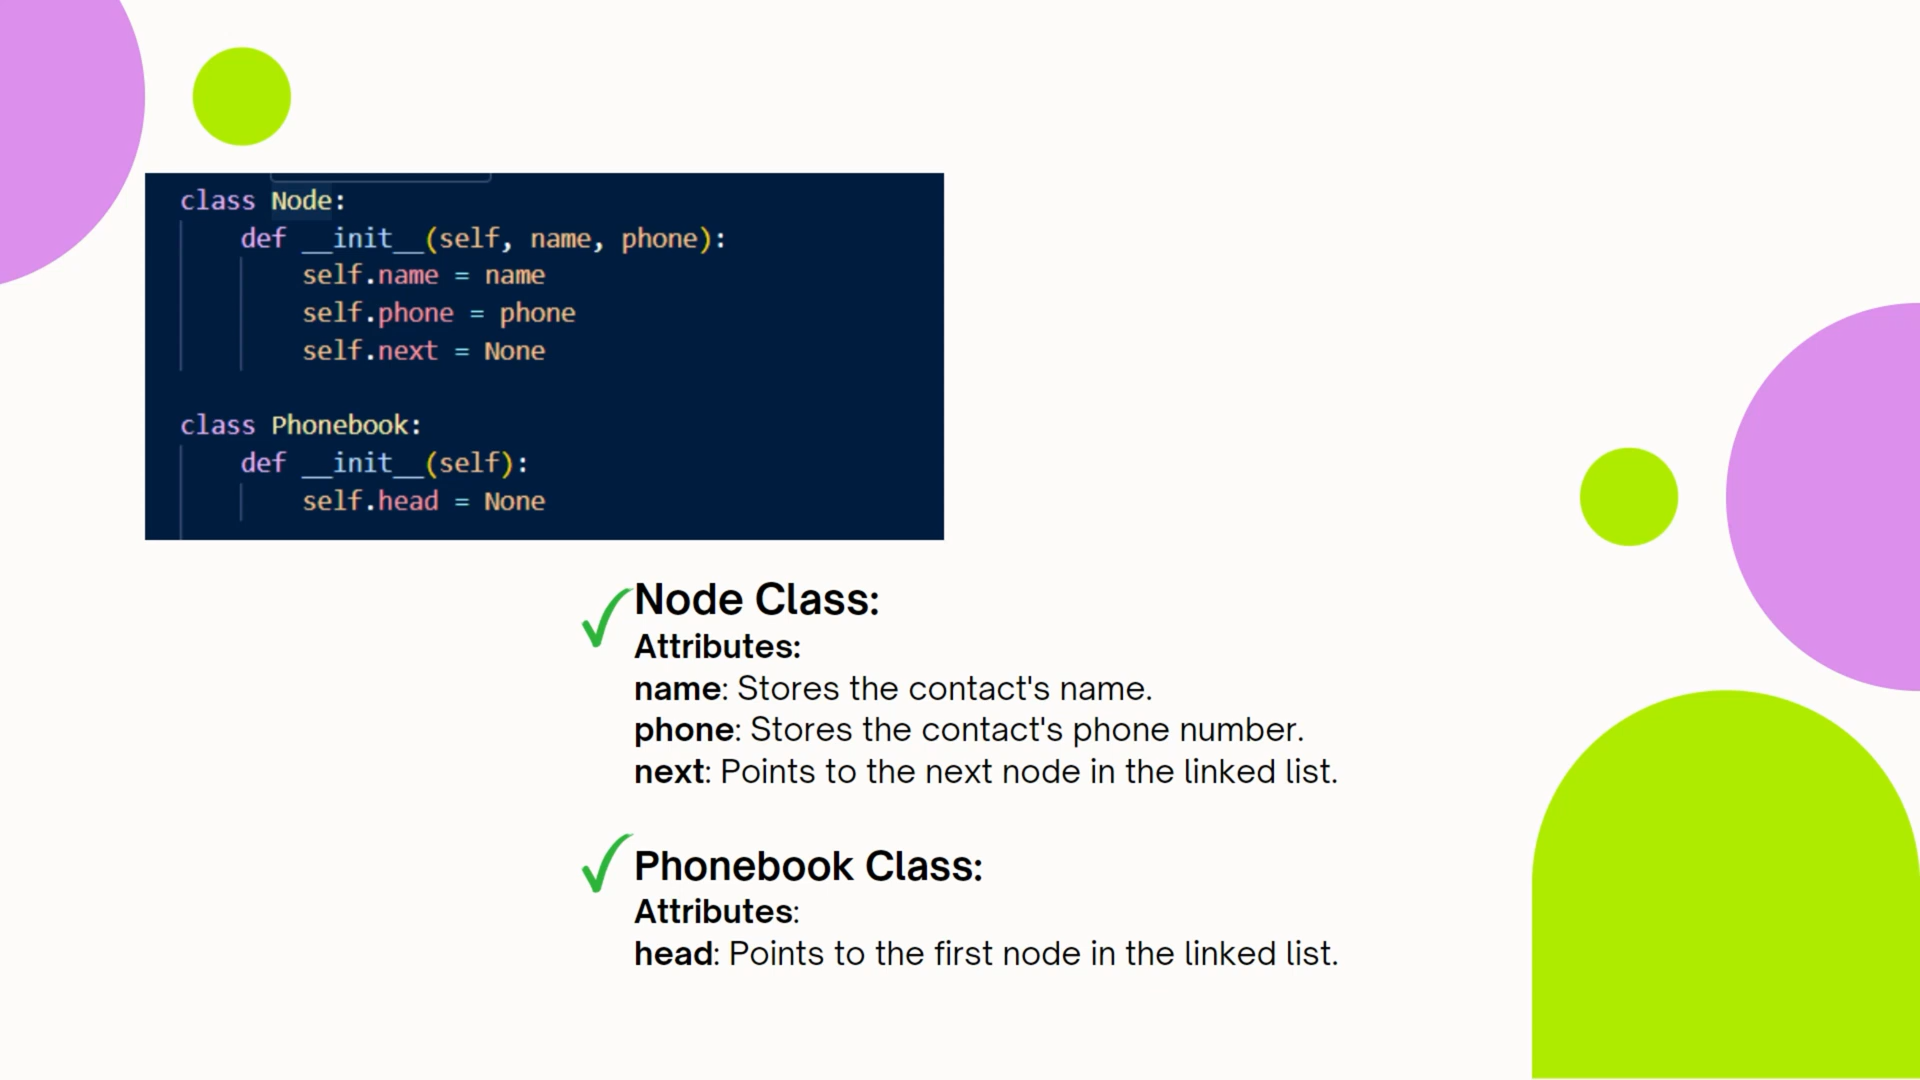 class Node:
    def __init__(self, name, phone):
        self.name = name
        self.phone = phone
        self.next = None
class Phonebook:
    def __init__(self):
        self.head = None
Node Class:
Attributes:
name: Stores the contact's name.
phone: Stores the contact's phone number.
next: Points to the next node in the linked list.
Phonebook Class:
Attributes:
head: Points to the first node in the linked list.